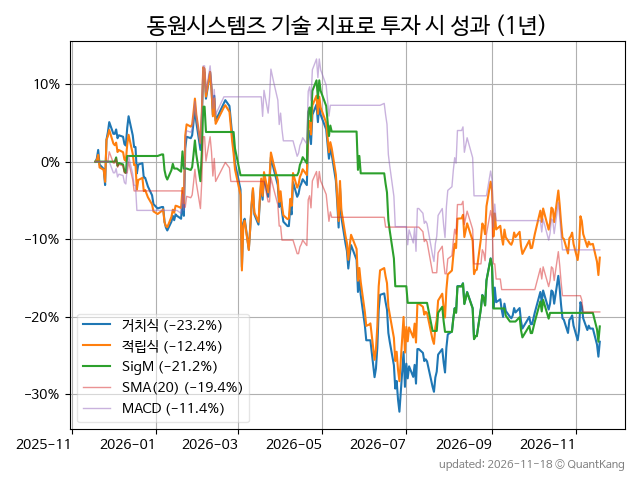 동원시스템즈 기술 지표로 투자 시 성과 (1년)
10%
0%
−10%
−20%
−30%
거치식 (−23.2%)
적립식 (−12.4%)
SigM (−21.2%)
SMA(20) (−19.4%)
MACD (−11.4%)
2025-11 2026-01 2026-03 2026-05 2026-07 2026-09 2026-11
updated: 2026-11-18 © QuantKang